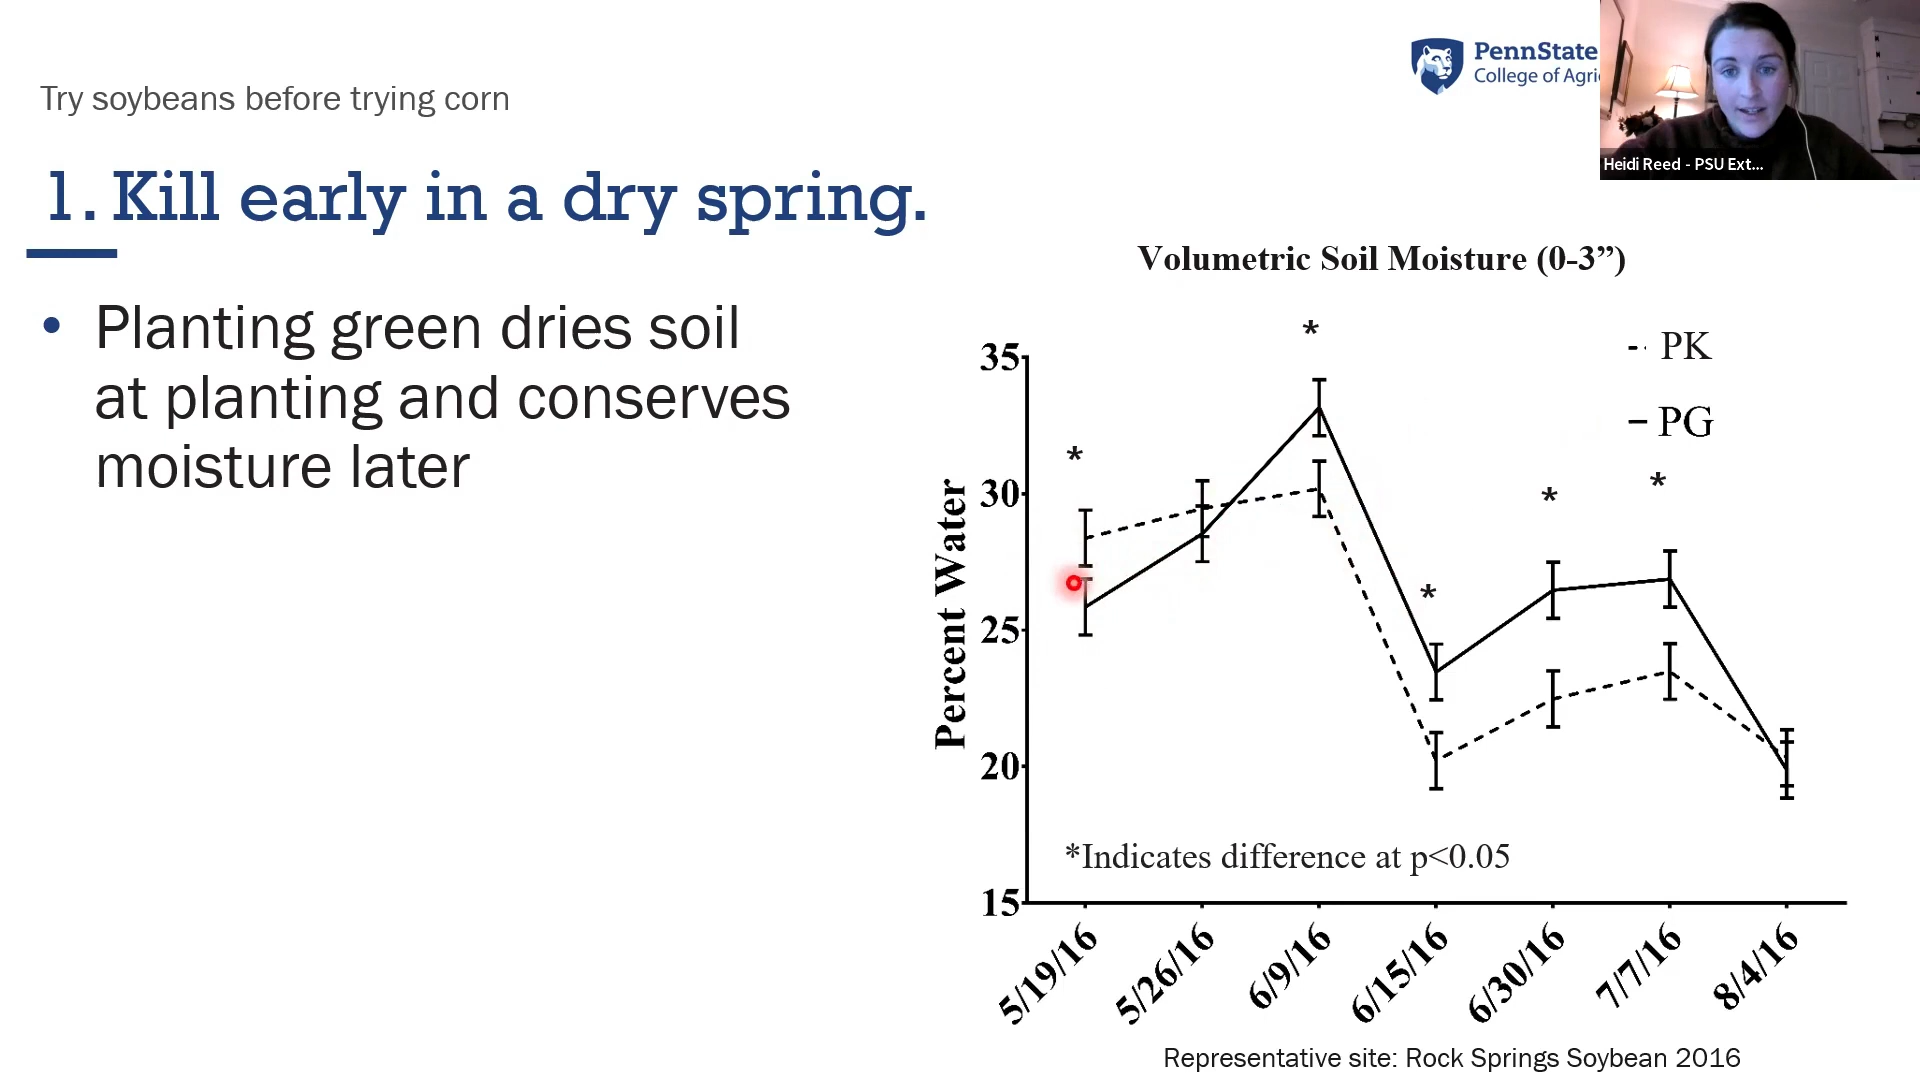 PennState
College of Agri
Heidi Reed - PSU Ext...
Try soybeans before trying corn
1. Kill early in a dry spring.
• Planting green dries soil
at planting and conserves
moisture later
Volumetric Soil Moisture (0-3”)
PK
PG
Percent Water
35
30
25
20
15
*
*
*
*
*
*Indicates difference at p<0.05
5/19/16
5/26/16
6/9/16
6/15/16
6/30/16
7/7/16
8/4/16
Representative site: Rock Springs Soybean 2016